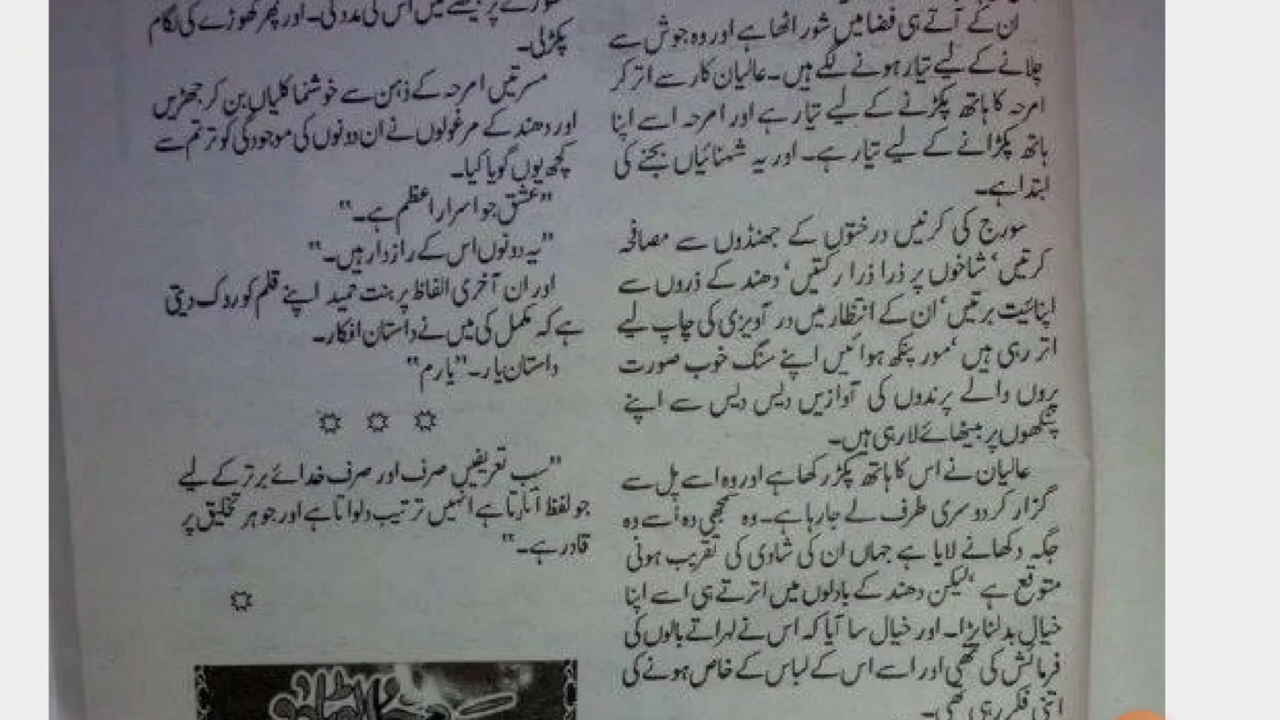 ان کے آتے ہی فضا میں شور اٹھا ہے اور وہ جوش سے
چلانے کے لیے تیار ہونے لگے ہیں۔ عالیان کار سے اتر کر
امرحہ کا ہاتھ پکڑنے کے لیے تیار ہے اور امرحہ اسے اپنا
ہاتھ پکڑانے کے لیے تیار ہے۔ اور یہ شہنائیاں بجنے کی
ابتدا ہے۔
سورج کی کرنیں درختوں کے جھنڈوں سے مصافحہ
کرتیں، شاخوں پر ذرا ذرا رکتیں، دھند کے ذروں سے
اپنائیت برتیں، ان کے انتظار میں در آویزی کی چاپ لیے
اتر رہی ہیں، مور پنکھ ہوائیں اپنے سنگ خوب صورت
پروں والے پرندوں کی آوازیں دیس دیس سے اپنے
پنکھوں پر بیٹھائے لا رہی ہیں۔
عالیان نے اس کا ہاتھ پکڑ رکھا ہے اور وہ اسے پل سے
گزار کر دوسری طرف لے جا رہا ہے۔ وہ سمجھی وہ اسے وہ
جگہ دکھانے لایا ہے جہاں ان کی شادی کی تقریب ہونی
متوقع ہے، لیکن دھند کے بادلوں میں اترتے ہی اسے اپنا
خیال بدلنا پڑا۔ اور خیال سا آیا کہ اس نے لہراتے بالوں کی
فرمائش کی تھی اور اسے اس کے لباس کے خاص ہونے کی
اتنی فکر رہی تھی۔
میں اس کی مدد کی۔ اور پھر گھوڑے کی لگام
پکڑلی۔
مسرتیں امرحہ کے ذہن سے خوشنما کلیاں بن کر جھڑیں
اور دھند کے مرغولوں نے ان دونوں کی موجودگی کو ترنم سے
کچھ یوں گویا کیا۔
"عشق جو اسرار اعظم ہے۔"
"یہ دونوں اس کے رازدار ہیں۔"
اور ان آخری الفاظ پر بنت حمید اپنے قلم کو روک دیتی
ہے کہ مکمل کی میں نے داستان افکار۔
داستان یار۔ "یارم"
"سب تعریفیں صرف اور صرف خدائے برتر کے لیے
جو لفظ اتارتا ہے انہیں ترتیب دلواتا ہے اور جو ہر تخلیق پر
قادر ہے۔"